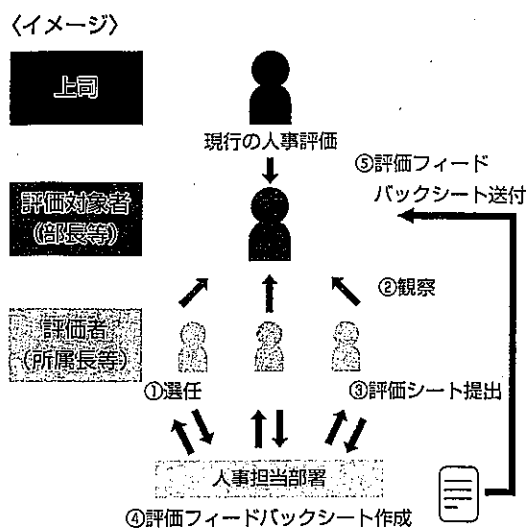 〈イメージ〉
上司
現行の人事評価
⑤評価フィード
バックシート送付
評価対象者
(部長等)
②観察
評価者
(所属長等)
①選任
③評価シート提出
人事担当部署
④評価フィードバックシート作成